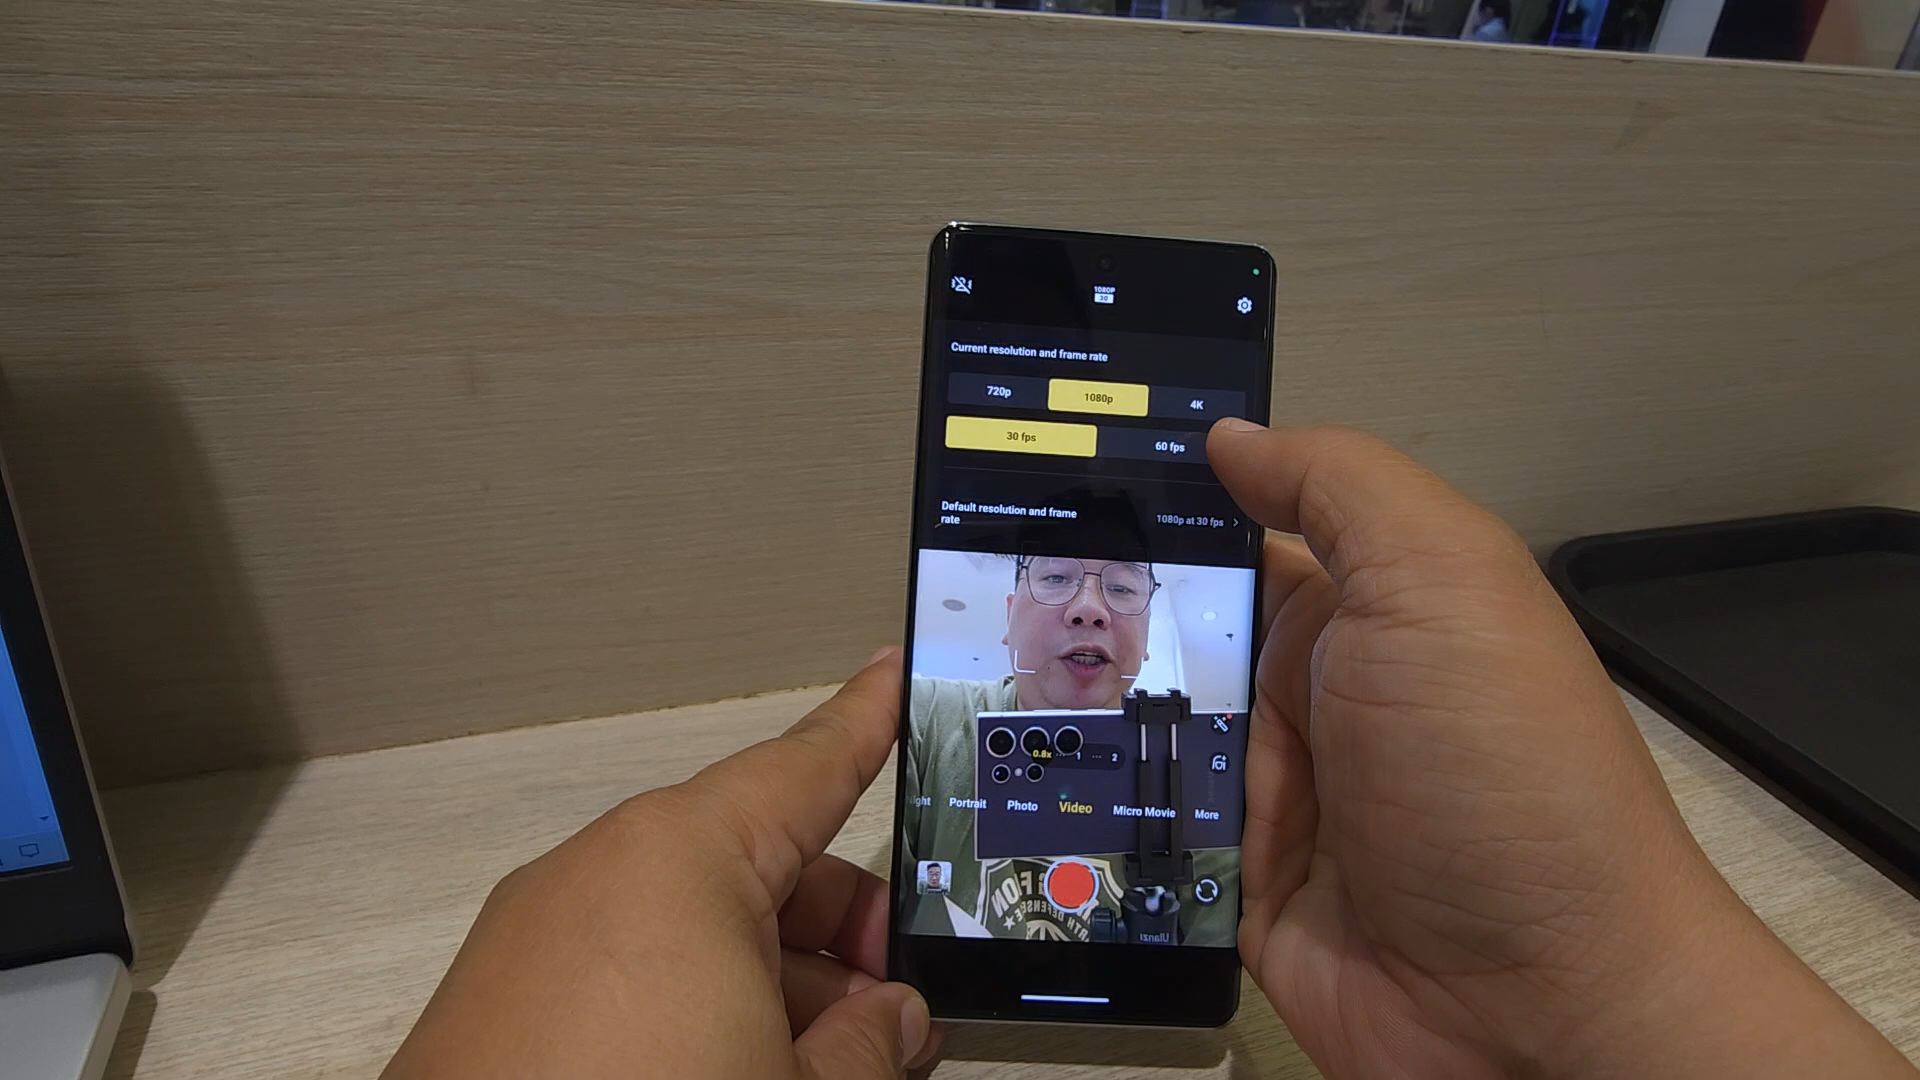 1080P
30
Current resolution and frame rate
720p 1080p 4K
30 fps 60 fps
Default resolution and frame
rate
1080p at 30 fps
0.8x 1 2
ight Portrait Photo Video Micro Movie More
Ulanzi